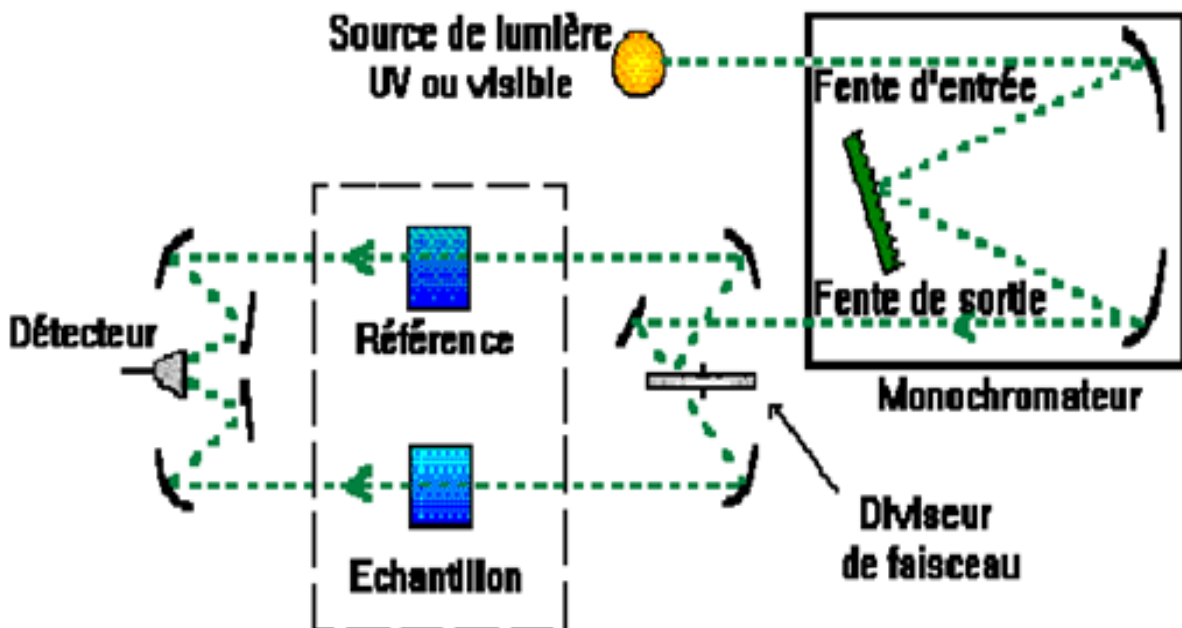 Source de lumière
UV ou visible
Fente d'entrée
Fente de sortie
Détecteur
Référence
Monochromateur
Diviseur
de faisceau
Echantillon